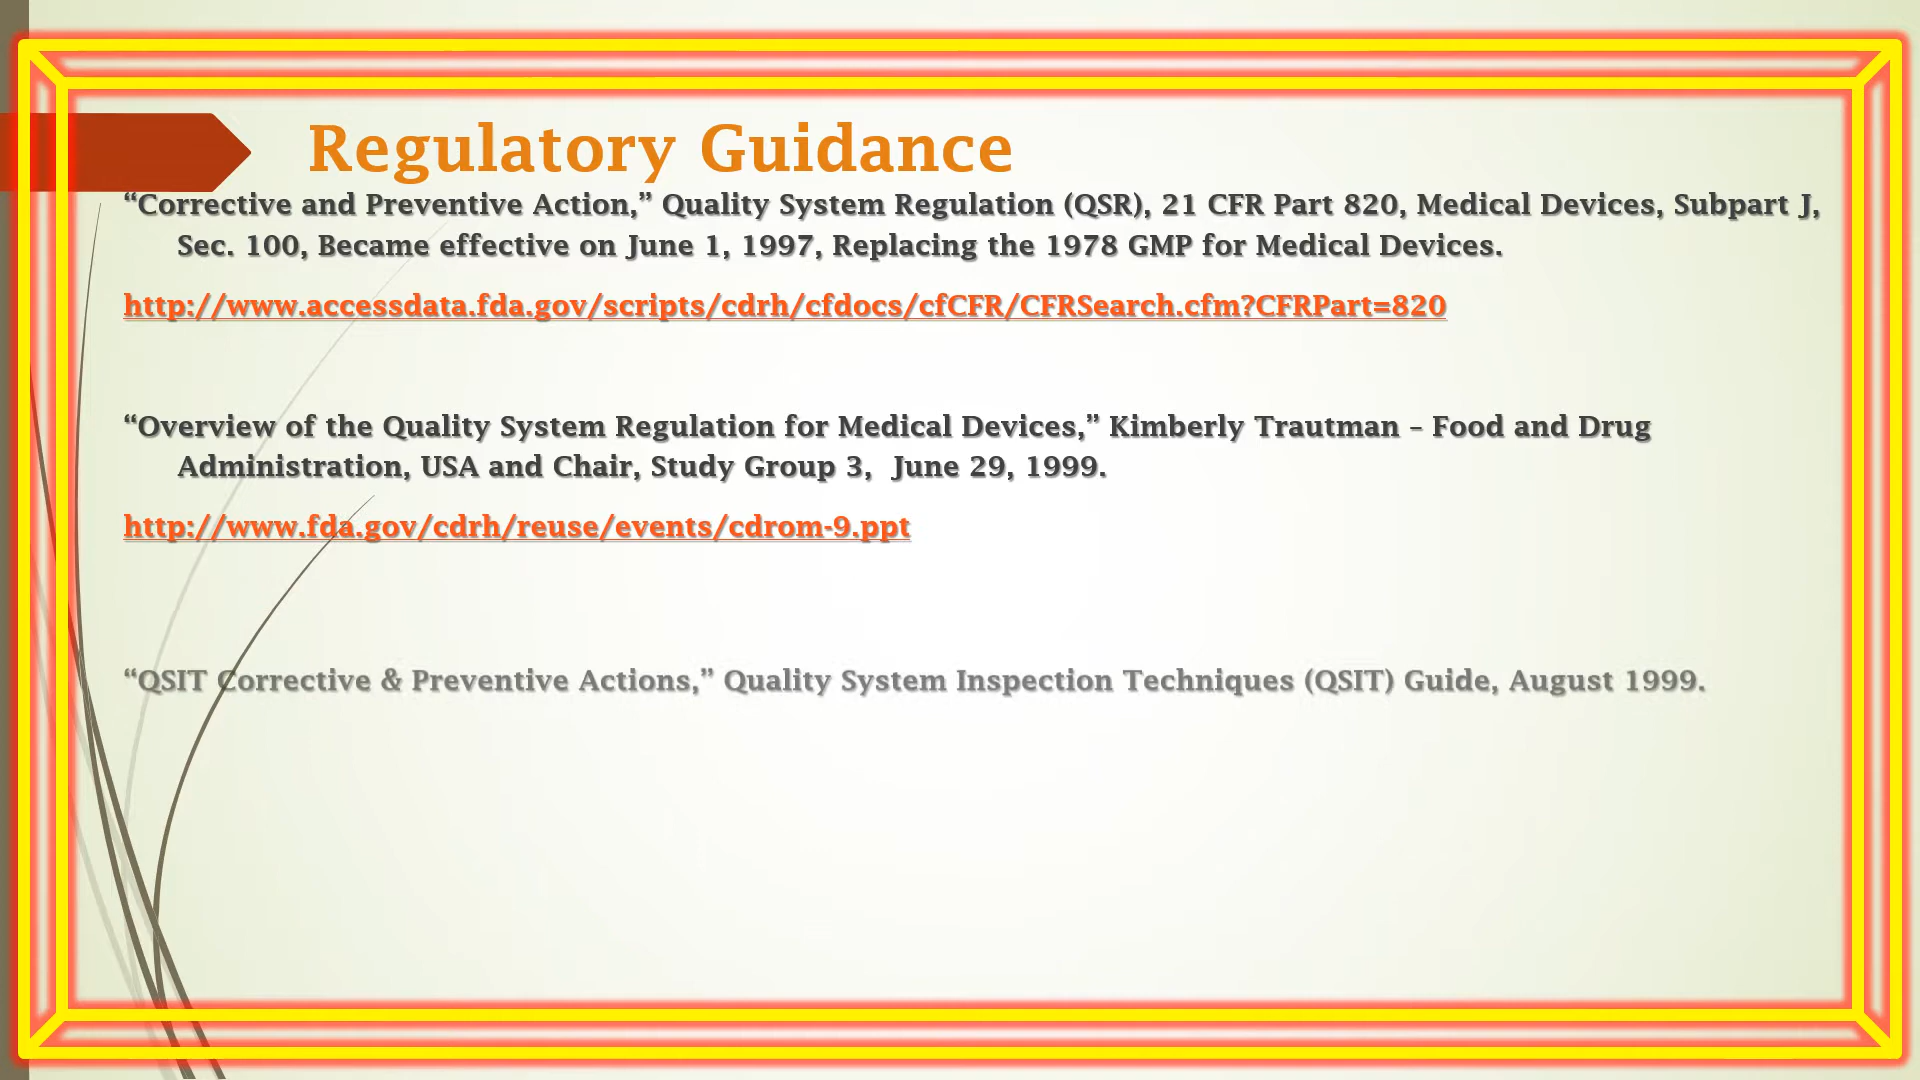 Regulatory Guidance
“Corrective and Preventive Action,” Quality System Regulation (QSR), 21 CFR Part 820, Medical Devices, Subpart J,
Sec. 100, Became effective on June 1, 1997, Replacing the 1978 GMP for Medical Devices.
http://www.accessdata.fda.gov/scripts/cdrh/cfdocs/cfCFR/CFRSearch.cfm?CFRPart=820
“Overview of the Quality System Regulation for Medical Devices,” Kimberly Trautman – Food and Drug
Administration, USA and Chair, Study Group 3,  June 29, 1999.
http://www.fda.gov/cdrh/reuse/events/cdrom-9.ppt
“QSIT Corrective & Preventive Actions,” Quality System Inspection Techniques (QSIT) Guide, August 1999.